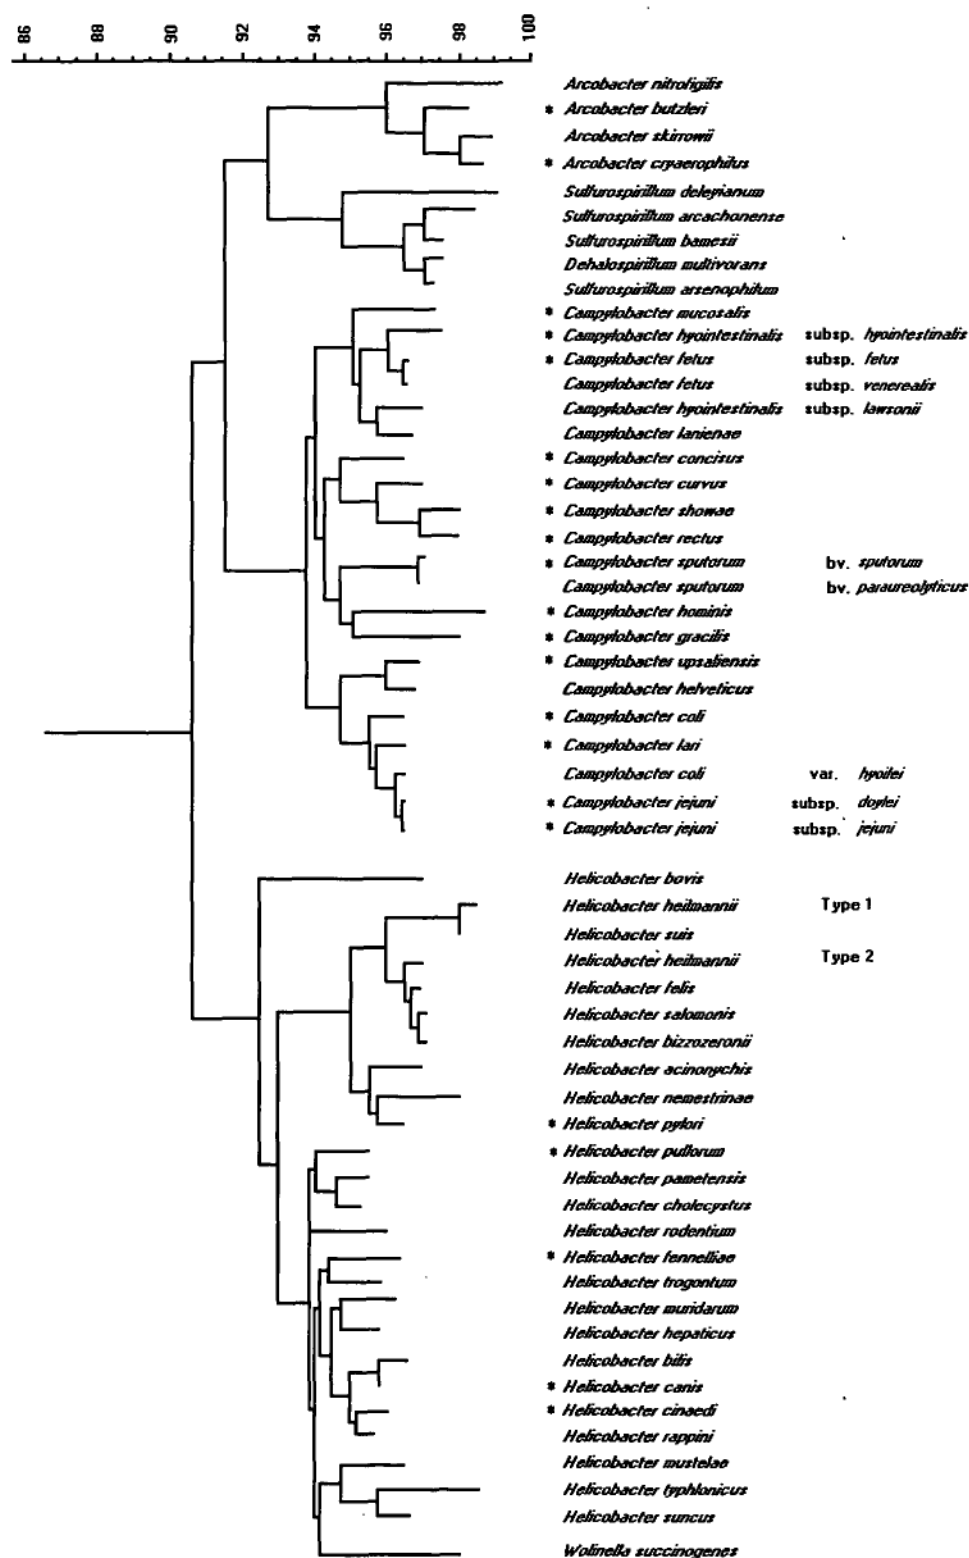 86 88 90 92 94 96 98 100
Arcobacter nitrofigilis
* Arcobacter butzleri
Arcobacter skirrowii
* Arcobacter cryaerophilus
Sulfurospirillum deleyianum
Sulfurospirillum arcachonense
Sulfurospirillum barnesii
Dehalospirillum multivorans
Sulfurospirillum arsenophilum
* Campylobacter mucosalis
* Campylobacter hyointestinalis subsp. hyointestinalis
* Campylobacter fetus subsp. fetus
Campylobacter fetus subsp. venerealis
Campylobacter hyointestinalis subsp. lawsonii
Campylobacter lanienae
* Campylobacter concisus
* Campylobacter curvus
* Campylobacter showae
* Campylobacter rectus
* Campylobacter sputorum bv. sputorum
Campylobacter sputorum bv. paraureolyticus
* Campylobacter hominis
* Campylobacter gracilis
* Campylobacter upsaliensis
Campylobacter helveticus
* Campylobacter coli
* Campylobacter lari
Campylobacter coli var. hyoilei
* Campylobacter jejuni subsp. doylei
* Campylobacter jejuni subsp. jejuni
Helicobacter bovis
Helicobacter heilmannii Type 1
Helicobacter suis
Helicobacter heilmannii Type 2
Helicobacter felis
Helicobacter salomonis
Helicobacter bizzozeronii
Helicobacter acinonychis
Helicobacter nemestrinae
* Helicobacter pylori
* Helicobacter pullorum
Helicobacter pametensis
Helicobacter cholecystus
Helicobacter rodentium
* Helicobacter fennelliae
Helicobacter trogontum
Helicobacter muridarum
Helicobacter hepaticus
Helicobacter bilis
* Helicobacter canis
* Helicobacter cinaedi
Helicobacter rappini
Helicobacter mustelae
Helicobacter typhlonicus
Helicobacter suncus
Wolinella succinogenes